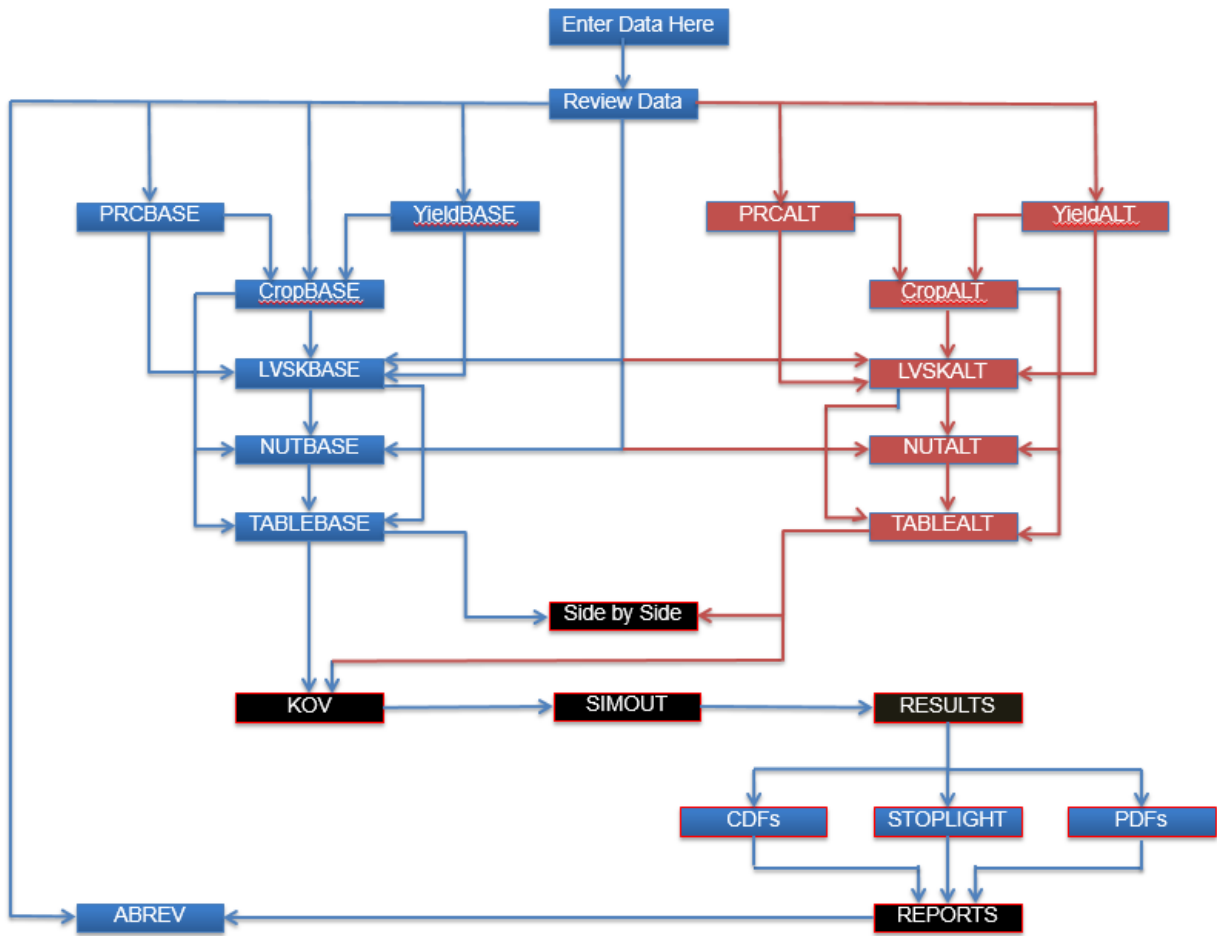 Enter Data Here
Review Data
PRCBASE
YieldBASE
PRCALT
YieldALT
CropBASE
CropALT
LVSKBASE
LVSKALT
NUTBASE
NUTALT
TABLEBASE
TABLEALT
Side by Side
KOV
SIMOUT
RESULTS
CDFs
STOPLIGHT
PDFs
ABREV
REPORTS